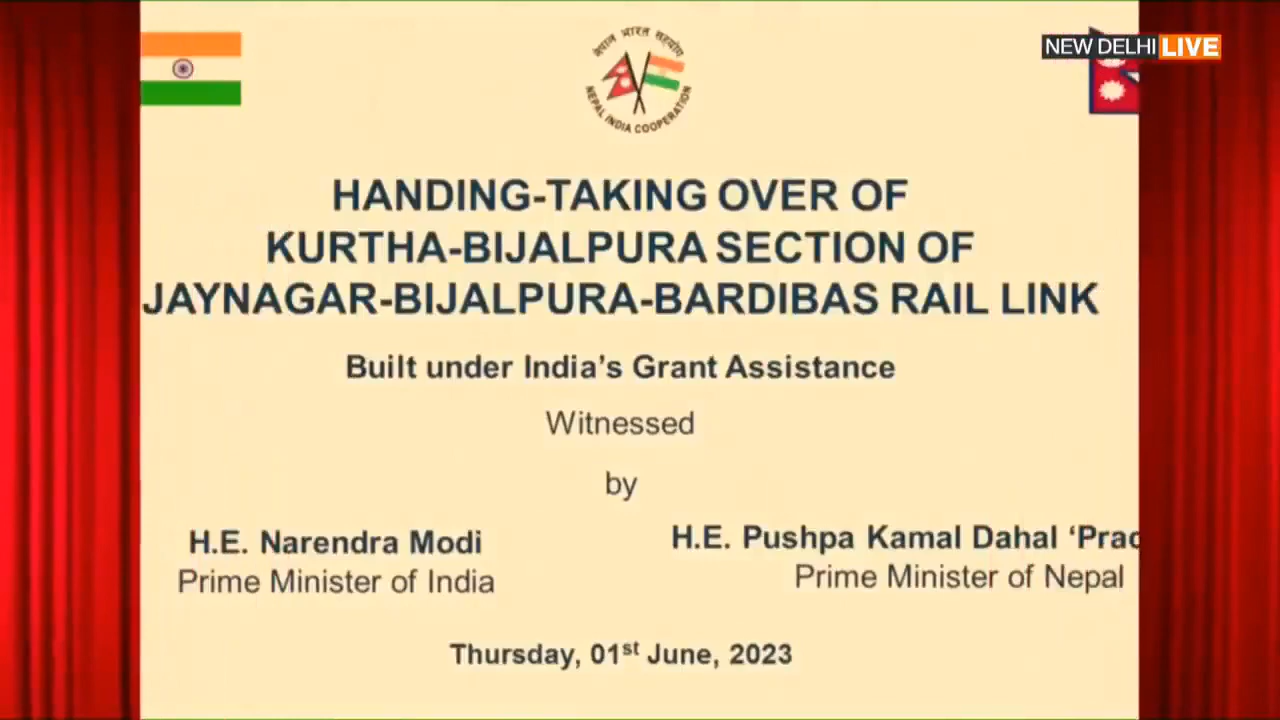 NEW DELHI LIVE
नेपाल भारत सहयोग
NEPAL INDIA COOPERATION
HANDING-TAKING OVER OF
KURTHA-BIJALPURA SECTION OF
JAYNAGAR-BIJALPURA-BARDIBAS RAIL LINK
Built under India’s Grant Assistance
Witnessed
by
H.E. Narendra Modi
Prime Minister of India
H.E. Pushpa Kamal Dahal ‘Prac
Prime Minister of Nepal
Thursday, 01st June, 2023